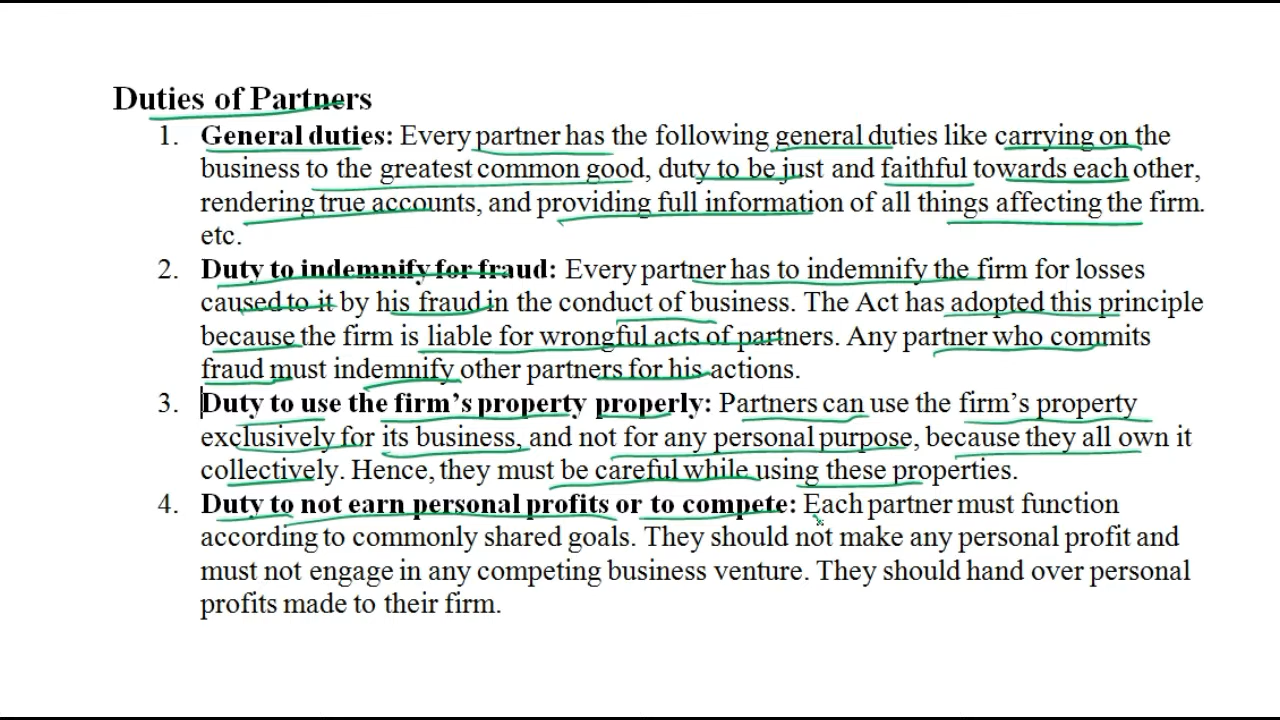 Duties of Partners
1. General duties: Every partner has the following general duties like carrying on the
business to the greatest common good, duty to be just and faithful towards each other,
rendering true accounts, and providing full information of all things affecting the firm.
etc.
2. Duty to indemnify for fraud: Every partner has to indemnify the firm for losses
caused to it by his fraud in the conduct of business. The Act has adopted this principle
because the firm is liable for wrongful acts of partners. Any partner who commits
fraud must indemnify other partners for his actions.
3. Duty to use the firm’s property properly: Partners can use the firm’s property
exclusively for its business, and not for any personal purpose, because they all own it
collectively. Hence, they must be careful while using these properties.
4. Duty to not earn personal profits or to compete: Each partner must function
according to commonly shared goals. They should not make any personal profit and
must not engage in any competing business venture. They should hand over personal
profits made to their firm.